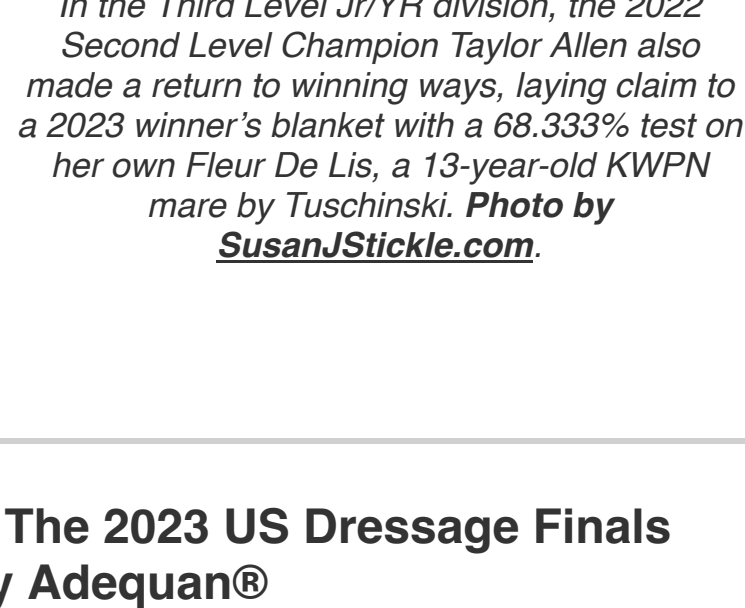 In the Third Level Jr/YR division, the 2022
Second Level Champion Taylor Allen also
made a return to winning ways, laying claim to
a 2023 winner’s blanket with a 68.333% test on
her own Fleur De Lis, a 13-year-old KWPN
mare by Tuschinski. Photo by
SusanJStickle.com.
The 2023 US Dressage Finals
y Adequan®